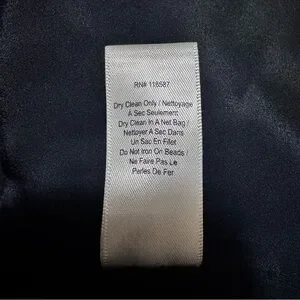 RN# 118587
Dry Clean Only / Nettoyage
A Sec Seulement
Dry Clean In A Net Bag /
Nettoyer A Sec Dans
Un Sac En Filet
Do Not Iron On Beads /
Ne Faire Pas Le
Perles De Fer